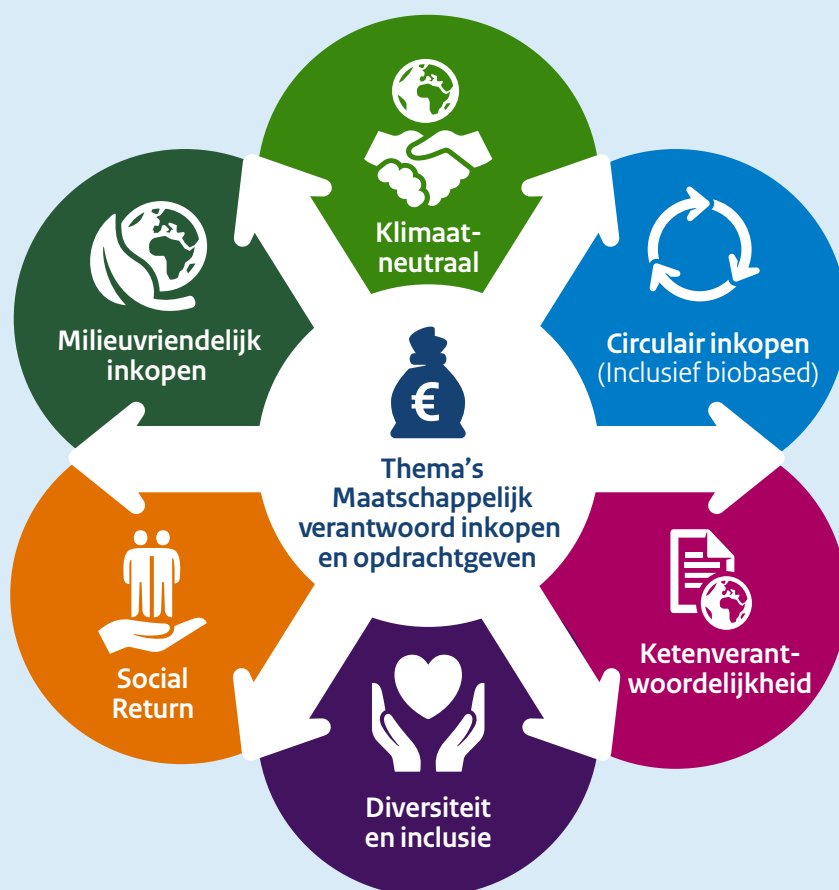 Klimaat-
neutraal
Milieuvriendelijk
inkopen
Circulair inkopen
(Inclusief biobased)
€
Thema's
Maatschappelijk
verantwoord inkopen
en opdrachtgeven
Social
Return
Ketenverant-
woordelijkheid
Diversiteit
en inclusie